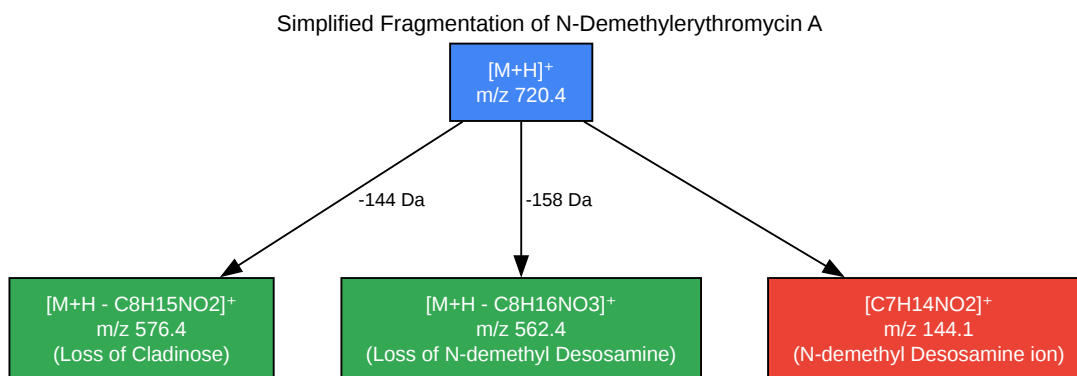 Simplified Fragmentation of N-Demethylerythromycin A
[M+H]⁺
m/z 720.4
-144 Da
-158 Da
[M+H - C8H15NO2]⁺
m/z 576.4
(Loss of Cladinose)
[M+H - C8H16NO3]⁺
m/z 562.4
(Loss of N-demethyl Desosamine)
[C7H14NO2]⁺
m/z 144.1
(N-demethyl Desosamine ion)